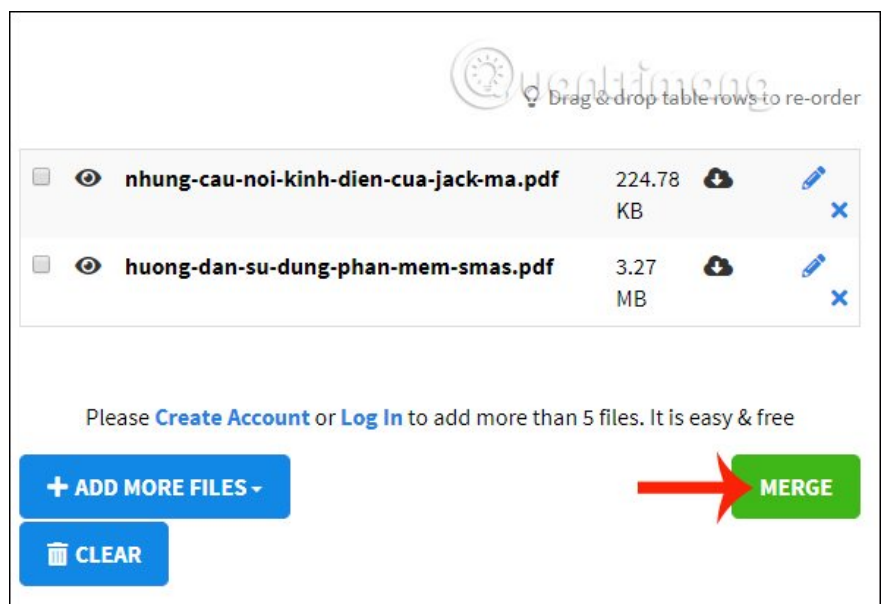 Quantrimang
Drag & drop table rows to re-order
nhung-cau-noi-kinh-dien-cua-jack-ma.pdf 224.78
KB
huong-dan-su-dung-phan-mem-smas.pdf 3.27
MB
Please Create Account or Log In to add more than 5 files. It is easy & free
+ ADD MORE FILES MERGE
CLEAR